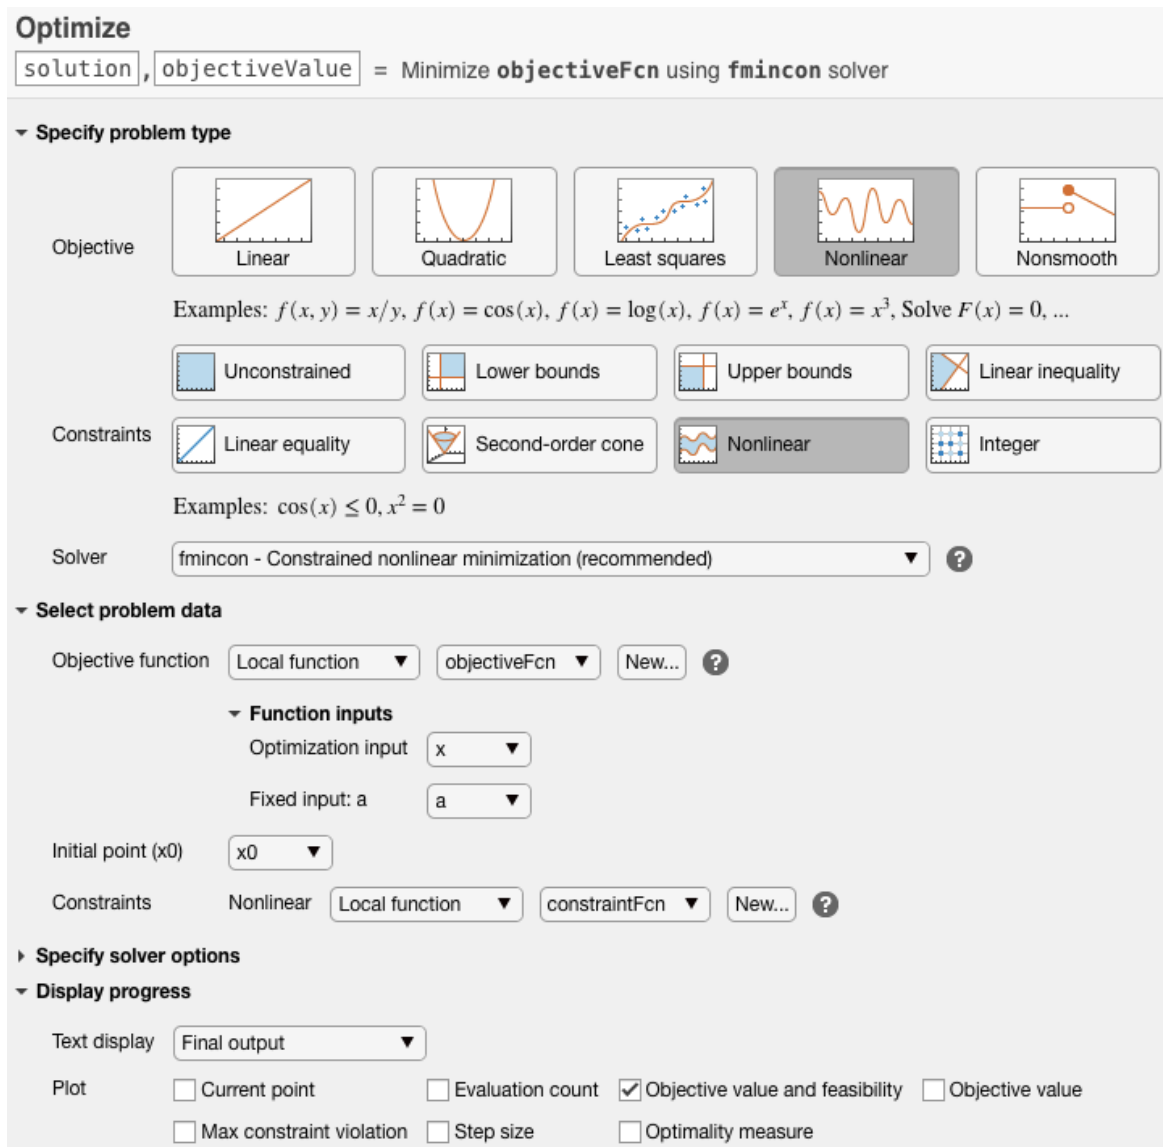 Optimize
solution , objectiveValue = Minimize objectiveFcn using fmincon solver
Specify problem type
Objective
Linear Quadratic Least squares Nonlinear Nonsmooth
Examples: f(x, y) = x/y, f(x) = cos(x), f(x) = log(x), f(x) = eˣ, f(x) = x³, Solve F(x) = 0, ...
Unconstrained Lower bounds Upper bounds Linear inequality
Constraints Linear equality Second-order cone Nonlinear Integer
Examples: cos(x) ≤ 0, x² = 0
Solver fmincon - Constrained nonlinear minimization (recommended) ▼ ?
Select problem data
Objective function Local function ▼ objectiveFcn ▼ New... ?
Function inputs
Optimization input x ▼
Fixed input: a a ▼
Initial point (x0) x0 ▼
Constraints Nonlinear Local function ▼ constraintFcn ▼ New... ?
Specify solver options
Display progress
Text display Final output ▼
Plot Current point Evaluation count Objective value and feasibility Objective value
Max constraint violation Step size Optimality measure